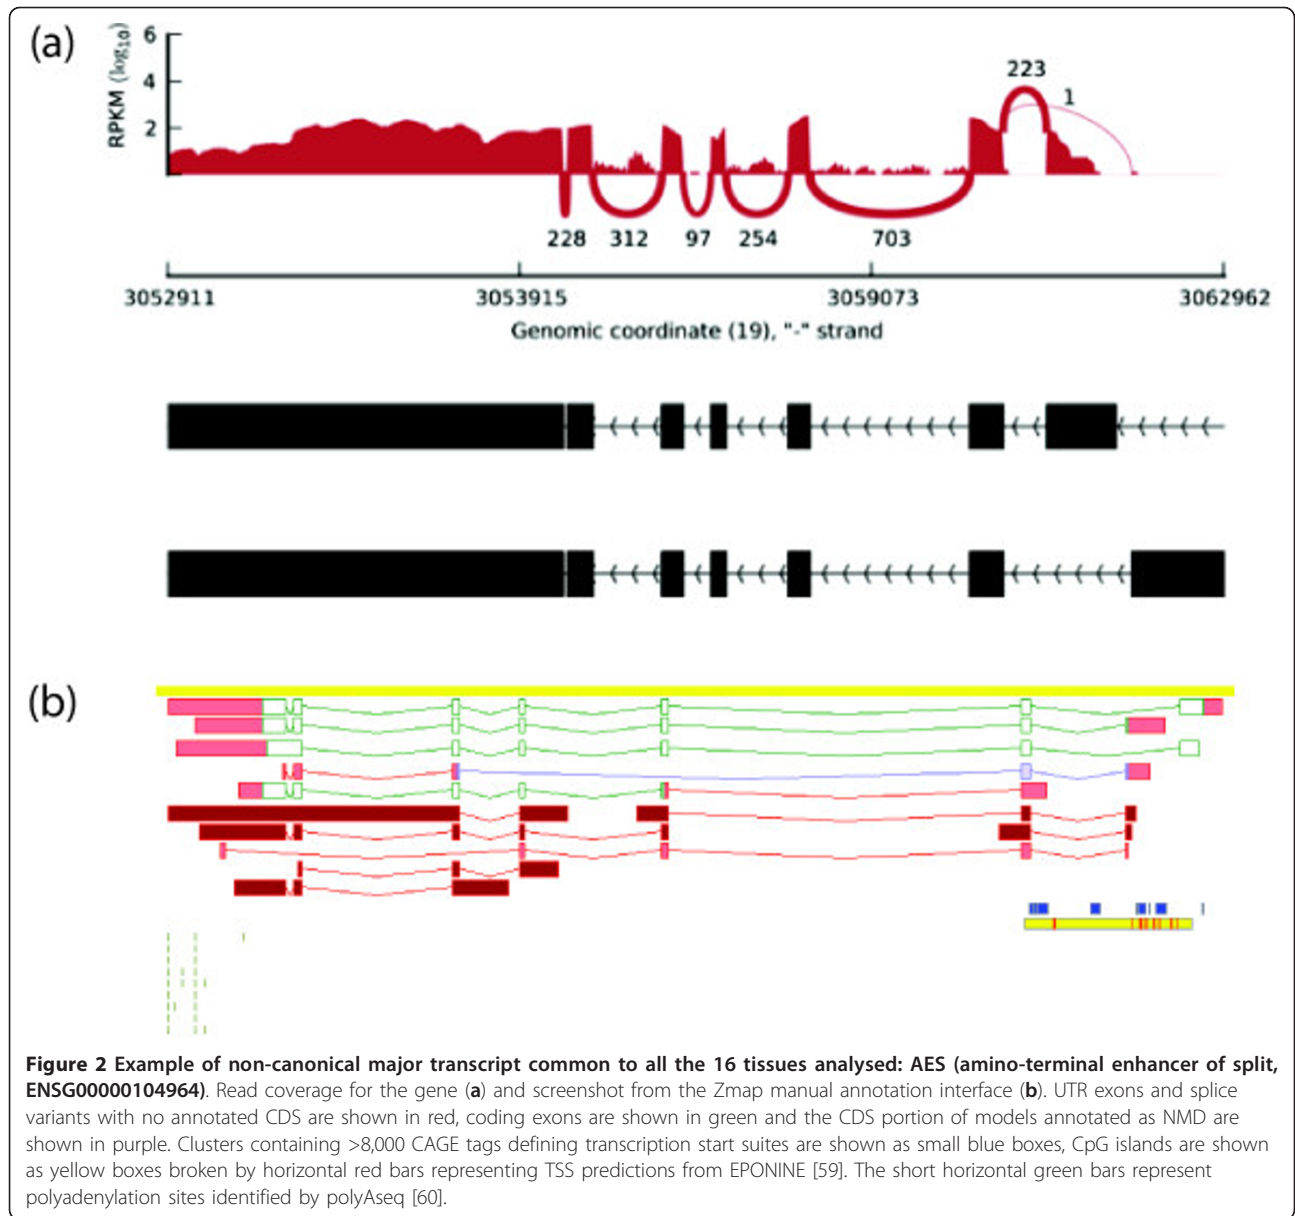 (a)
RPKM (log10)
6
4
2
223
1
228 312 97 254 703
3052911 3053915 3059073 3062962
Genomic coordinate (19), "-" strand
(b)
Figure 2 Example of non-canonical major transcript common to all the 16 tissues analysed: AES (amino-terminal enhancer of split,
ENSG00000104964). Read coverage for the gene (a) and screenshot from the Zmap manual annotation interface (b). UTR exons and splice
variants with no annotated CDS are shown in red, coding exons are shown in green and the CDS portion of models annotated as NMD are
shown in purple. Clusters containing >8,000 CAGE tags defining transcription start suites are shown as small blue boxes, CpG islands are shown
as yellow boxes broken by horizontal red bars representing TSS predictions from EPONINE [59]. The short horizontal green bars represent
polyadenylation sites identified by polyAseq [60].